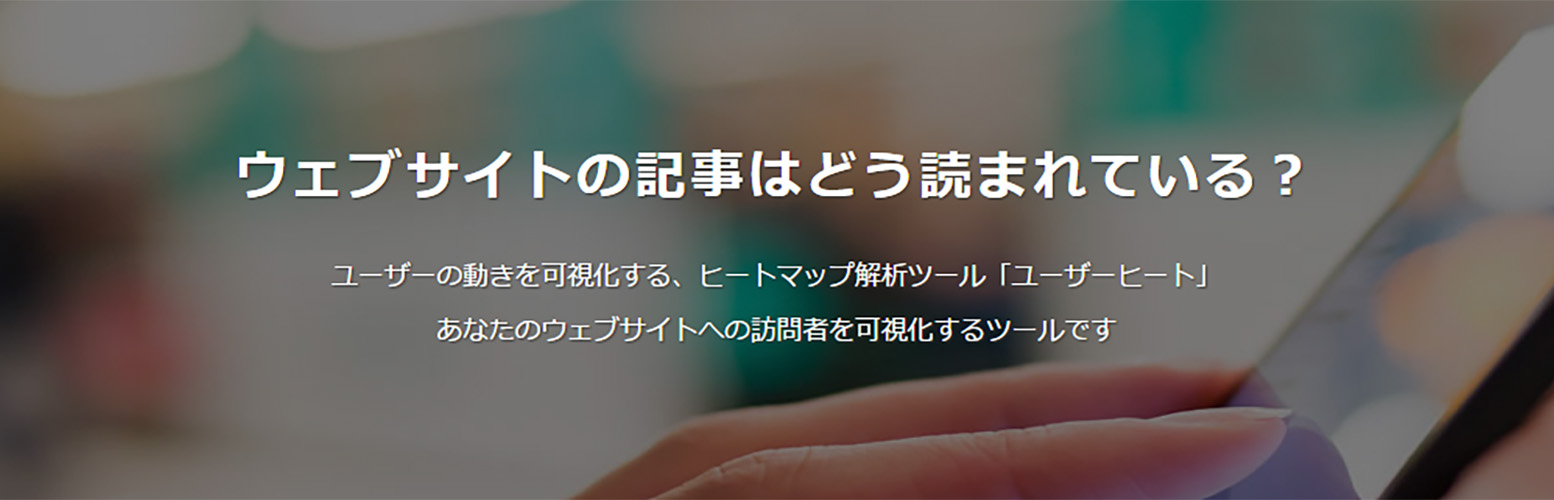 ウェブサイトの記事はどう読まれている？
ユーザーの動きを可視化する、ヒートマップ解析ツール「ユーザーヒート」
あなたのウェブサイトへの訪問者を可視化するツールです